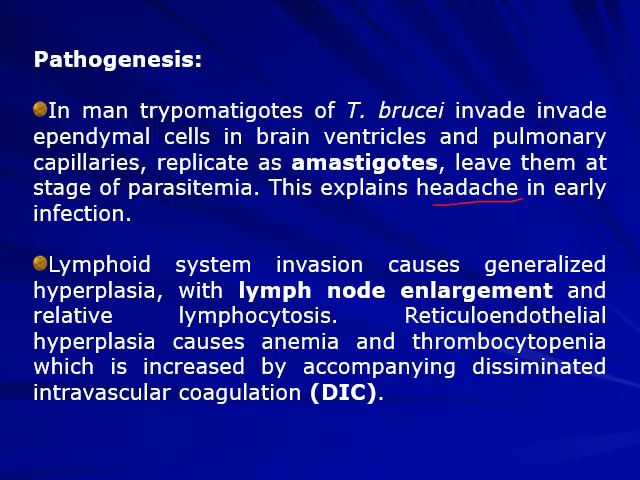 Pathogenesis:
In man trypomatigotes of T. brucei invade invade
ependymal cells in brain ventricles and pulmonary
capillaries, replicate as amastigotes, leave them at
stage of parasitemia. This explains headache in early
infection.
Lymphoid system invasion causes generalized
hyperplasia, with lymph node enlargement and
relative lymphocytosis. Reticuloendothelial
hyperplasia causes anemia and thrombocytopenia
which is increased by accompanying dissiminated
intravascular coagulation (DIC).